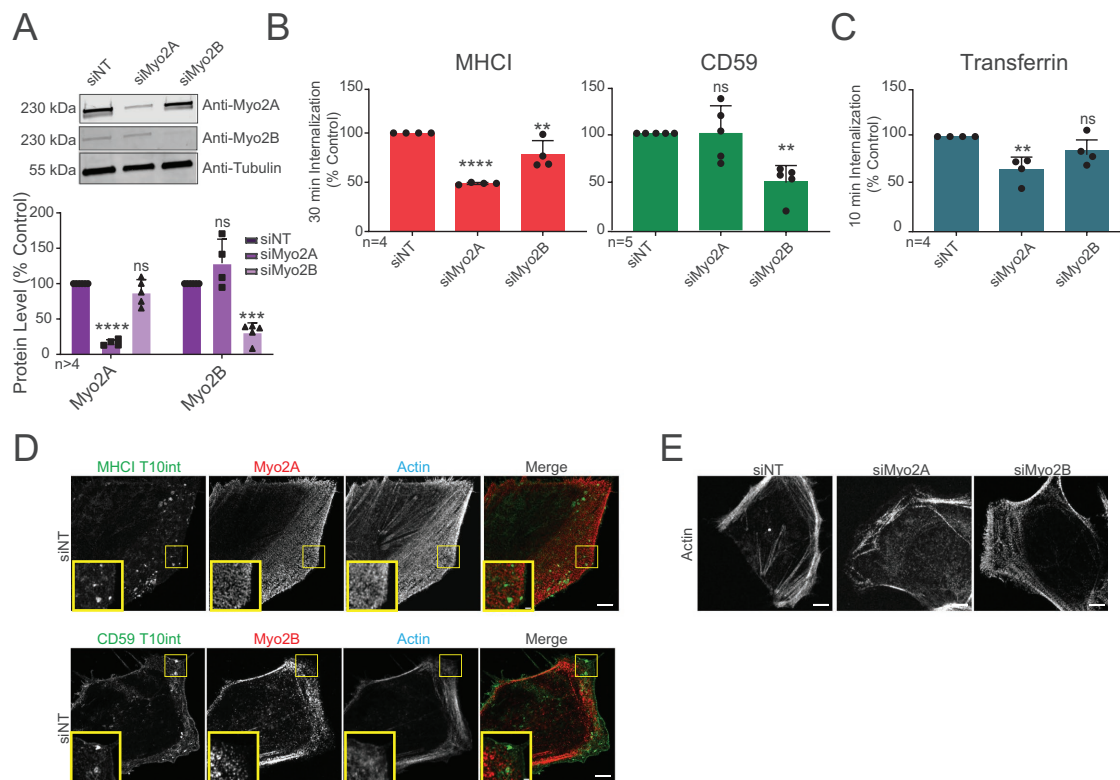 A
siNT
siMyo2A
siMyo2B
230 kDa
Anti-Myo2A
230 kDa
Anti-Myo2B
55 kDa
Anti-Tubulin
Protein Level (% Control)
200
150
100
50
0
****
ns
ns
***
siNT
siMyo2A
siMyo2B
n>4
Myo2A
Myo2B
B
MHCI
30 min Internalization
(% Control)
150
100
50
0
****
**
n=4
siNT
siMyo2A
siMyo2B
CD59
150
100
50
0
ns
**
n=5
siNT
siMyo2A
siMyo2B
C
Transferrin
10 min Internalization
(% Control)
150
100
50
0
**
ns
n=4
siNT
siMyo2A
siMyo2B
D
MHCI T10int
Myo2A
Actin
Merge
siNT
CD59 T10int
Myo2B
Actin
Merge
siNT
E
siNT
siMyo2A
siMyo2B
Actin